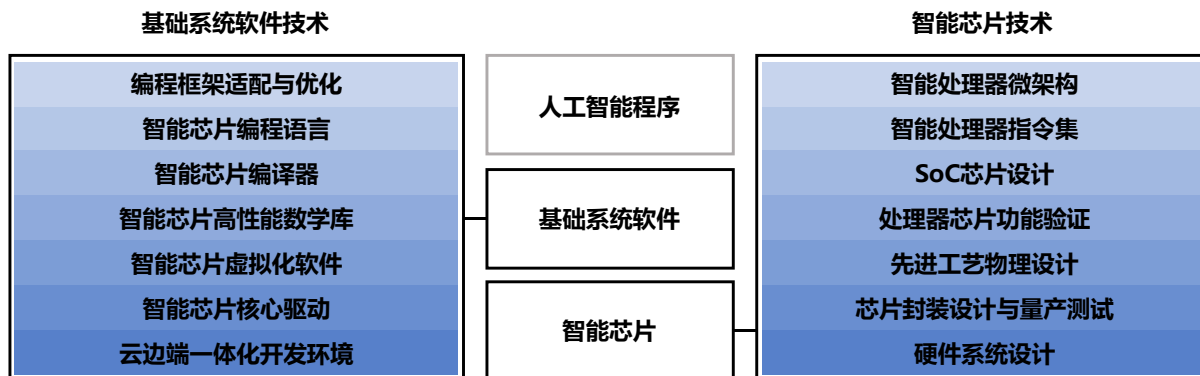 基础系统软件技术
编程框架适配与优化
智能芯片编程语言
智能芯片编译器
智能芯片高性能数学库
智能芯片虚拟化软件
智能芯片核心驱动
云边端一体化开发环境
人工智能程序
基础系统软件
智能芯片
智能芯片技术
智能处理器微架构
智能处理器指令集
SoC芯片设计
处理器芯片功能验证
先进工艺物理设计
芯片封装设计与量产测试
硬件系统设计